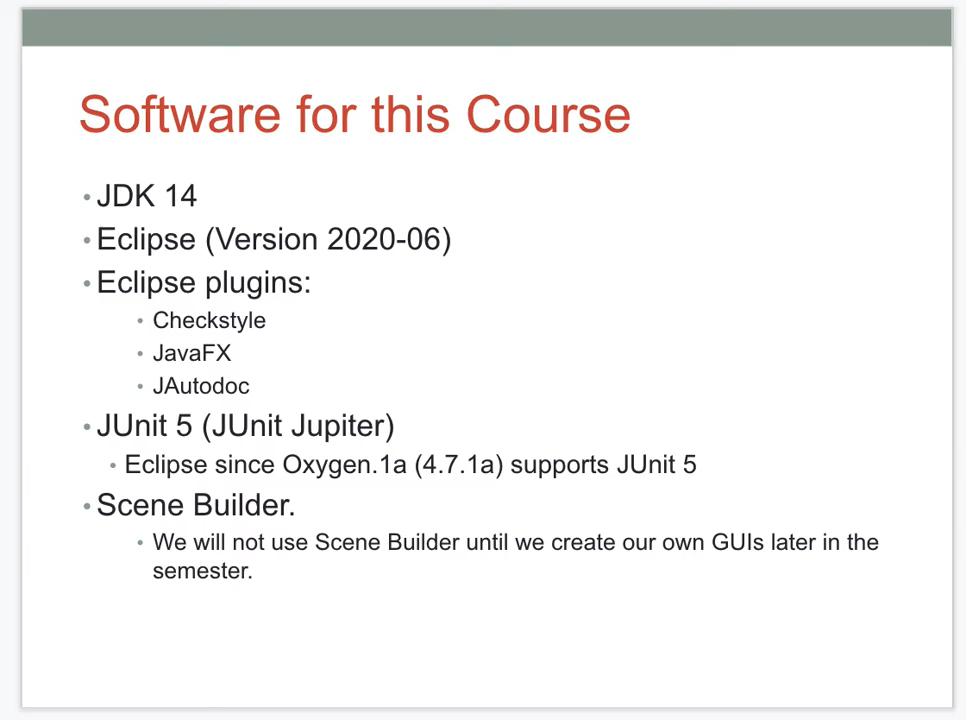 Software for this Course
• JDK 14
• Eclipse (Version 2020-06)
• Eclipse plugins:
• Checkstyle
• JavaFX
• JAutodoc
• JUnit 5 (JUnit Jupiter)
• Eclipse since Oxygen.1a (4.7.1a) supports JUnit 5
• Scene Builder.
• We will not use Scene Builder until we create our own GUIs later in the
semester.